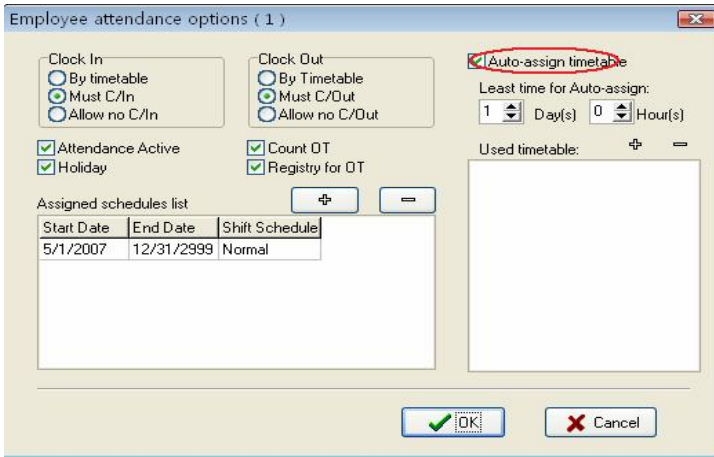 Employee attendance options ( 1 )
Clock In
By timetable
Must C/In
Allow no C/In
Clock Out
By Timetable
Must C/Out
Allow no C/Out
Auto-assign timetable
Least time for Auto-assign:
1 Day(s) 0 Hour(s)
Attendance Active
Holiday
Count OT
Registry for OT
Used timetable:
Assigned schedules list
Start Date End Date Shift Schedule
5/1/2007 12/31/2999 Normal
OK Cancel